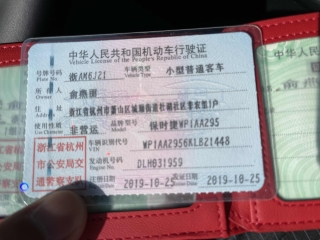 中华人民共和国机动车行驶证
Vehicle License of the People's Republic of China
号牌号码 浙AM6J21 车辆类型 小型普通客车
Plate No. Vehicle Type
所有人
Owner
住址 浙江省杭州市萧山区
Address
使用性质 非营运 品牌型号 保时捷WP1AA295
Use Character Model
浙江省杭州 车辆识别代号 WP1AA2956KLB21448
VIN
市公安局交 发动机号码 DLH031959
Engine No.
通警察支队 注册日期 2019-10-25 发证日期 2019-10-25